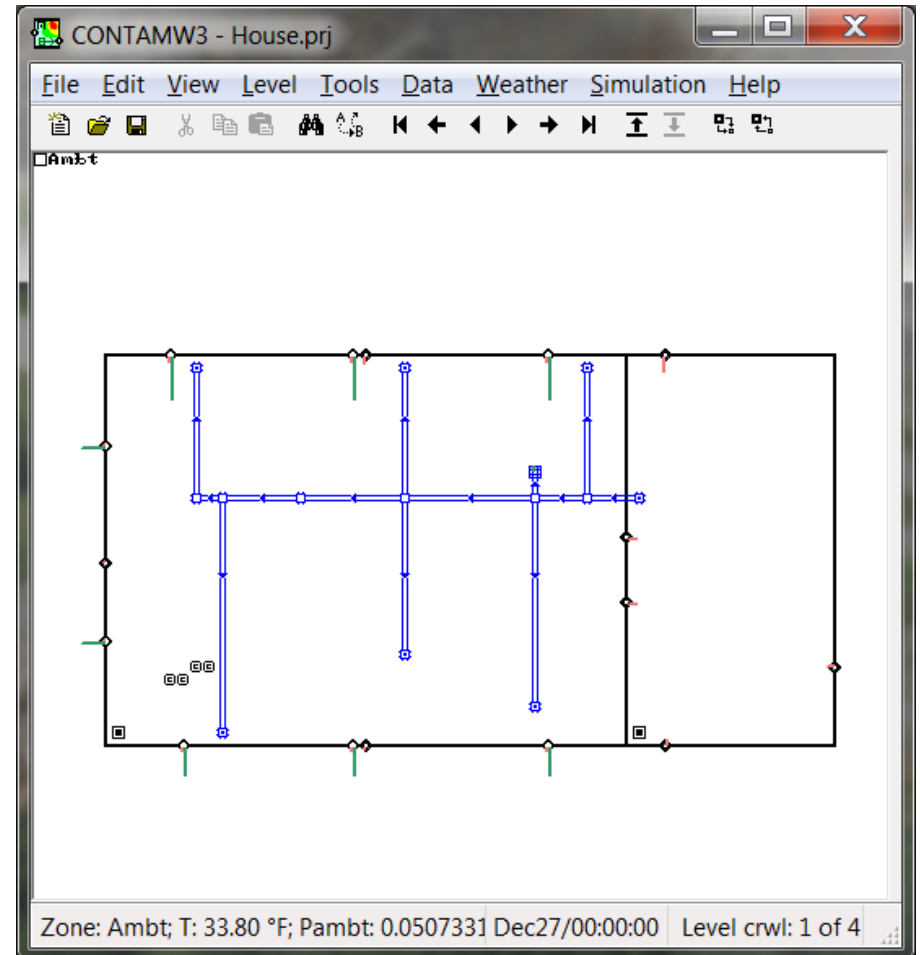 CONTAMW3 - House.prj
File Edit View Level Tools Data Weather Simulation Help
Ambt
Zone: Ambt; T: 33.80 °F; Pambt: 0.0507331 Dec27/00:00:00 Level crwl: 1 of 4